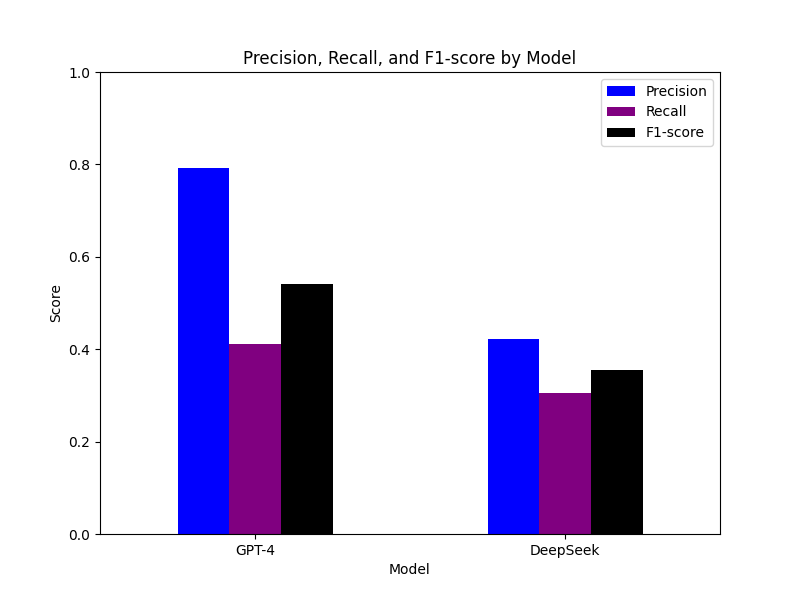 Precision, Recall, and F1-score by Model
Precision
Recall
F1-score
Score
1.0
0.8
0.6
0.4
0.2
0.0
GPT-4
DeepSeek
Model